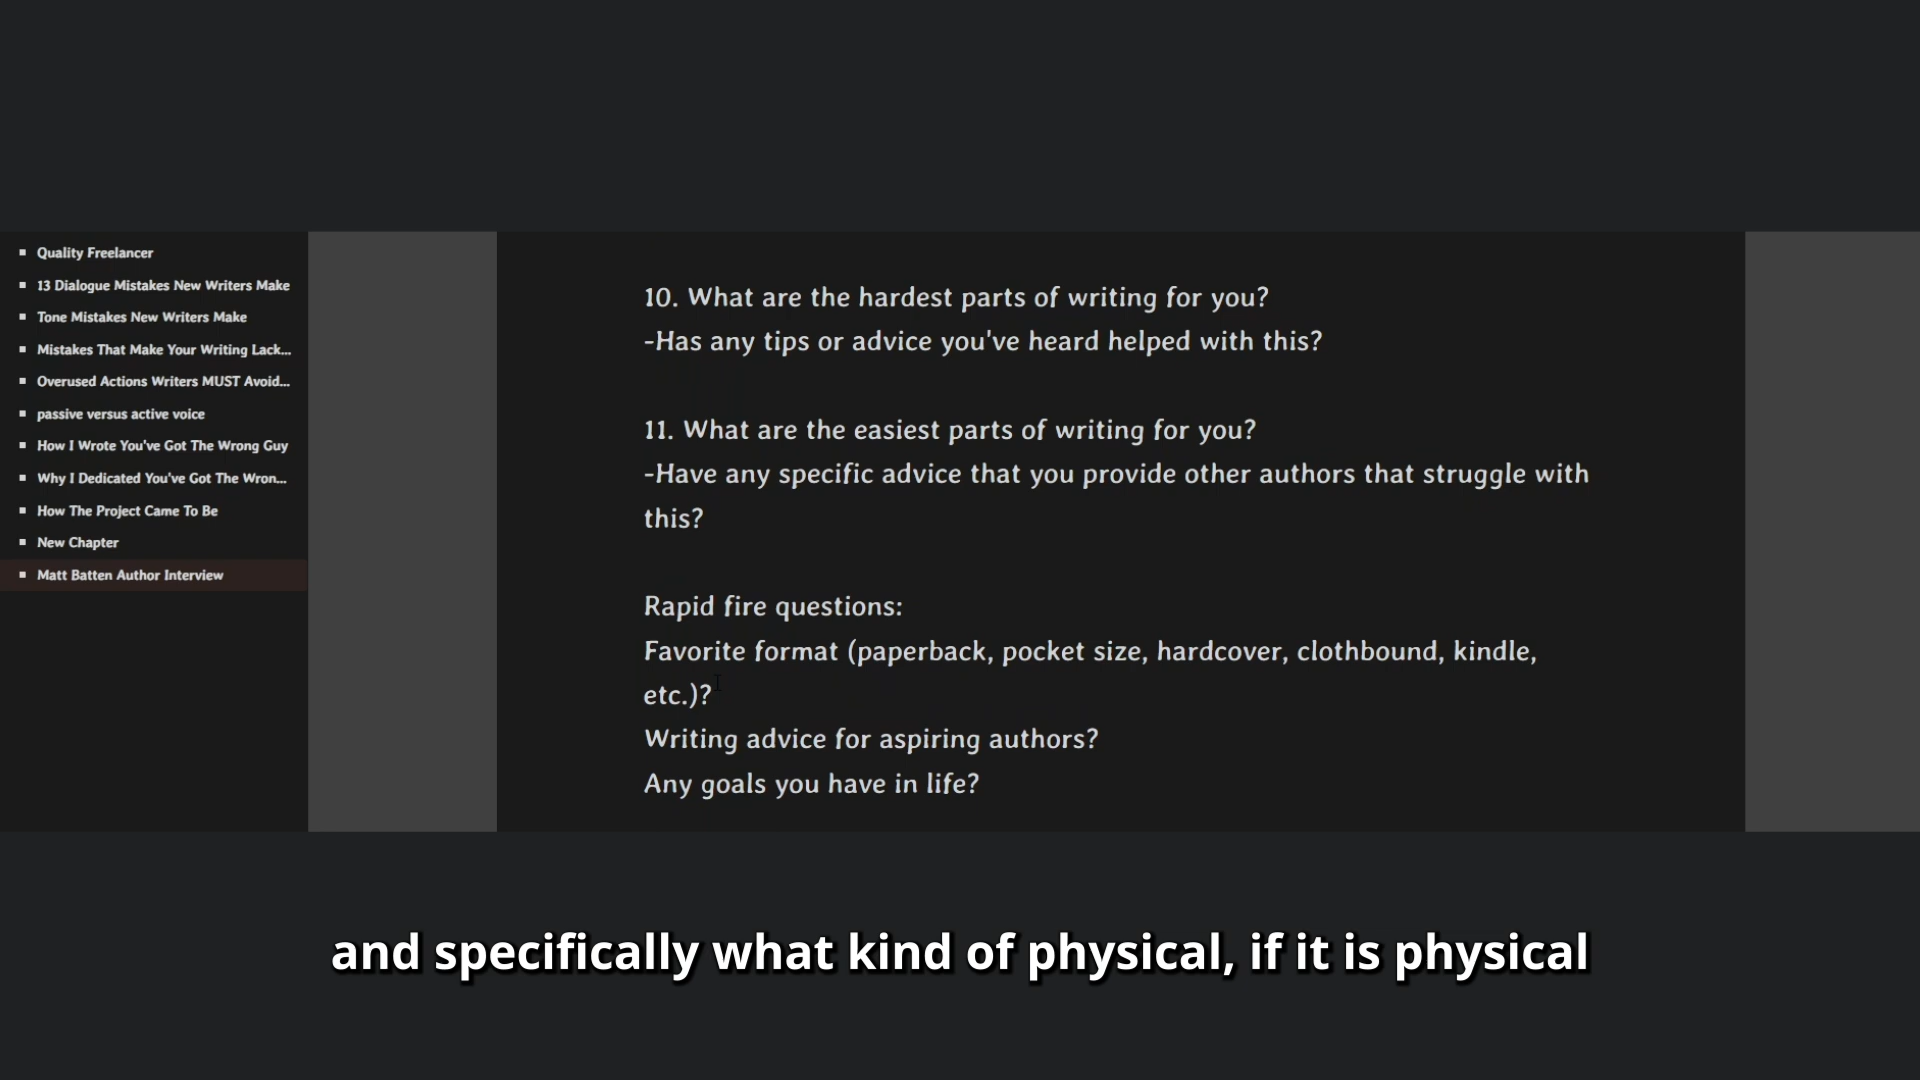 Quality Freelancer
13 Dialogue Mistakes New Writers Make
Tone Mistakes New Writers Make
Mistakes That Make Your Writing Lack...
Overused Actions Writers MUST Avoid...
passive versus active voice
How I Wrote You've Got The Wrong Guy
Why I Dedicated You've Got The Wron...
How The Project Came To Be
New Chapter
Matt Batten Author Interview
10. What are the hardest parts of writing for you?
-Has any tips or advice you've heard helped with this?
11. What are the easiest parts of writing for you?
-Have any specific advice that you provide other authors that struggle with
this?
Rapid fire questions:
Favorite format (paperback, pocket size, hardcover, clothbound, kindle,
etc.)?
Writing advice for aspiring authors?
Any goals you have in life?
and specifically what kind of physical, if it is physical